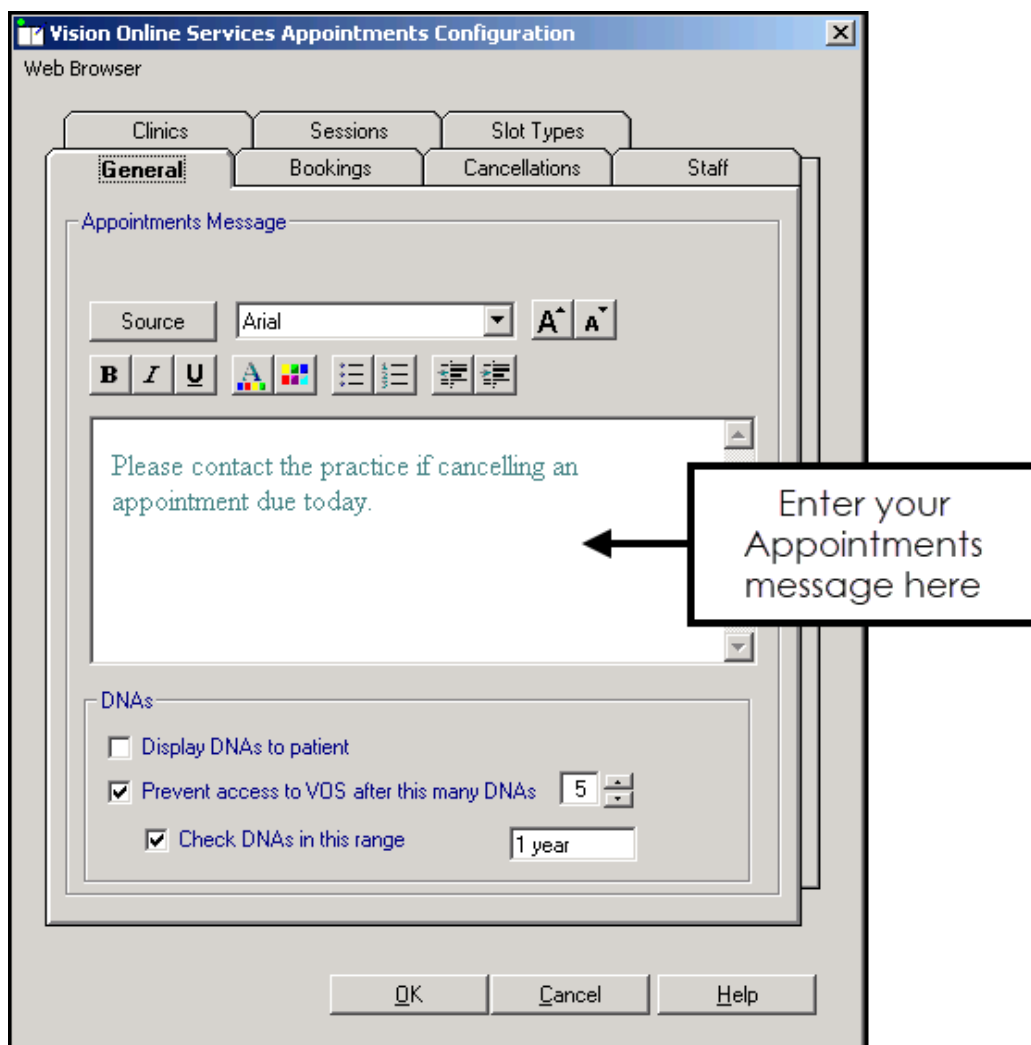 Vision Online Services Appointments Configuration
Web Browser
Clinics Sessions Slot Types
General Bookings Cancellations Staff
Appointments Message
Source Arial A A
B I U A
Please contact the practice if cancelling an
appointment due today.
Enter your
Appointments
message here
DNAs
Display DNAs to patient
Prevent access to VOS after this many DNAs 5
Check DNAs in this range 1 year
OK Cancel Help